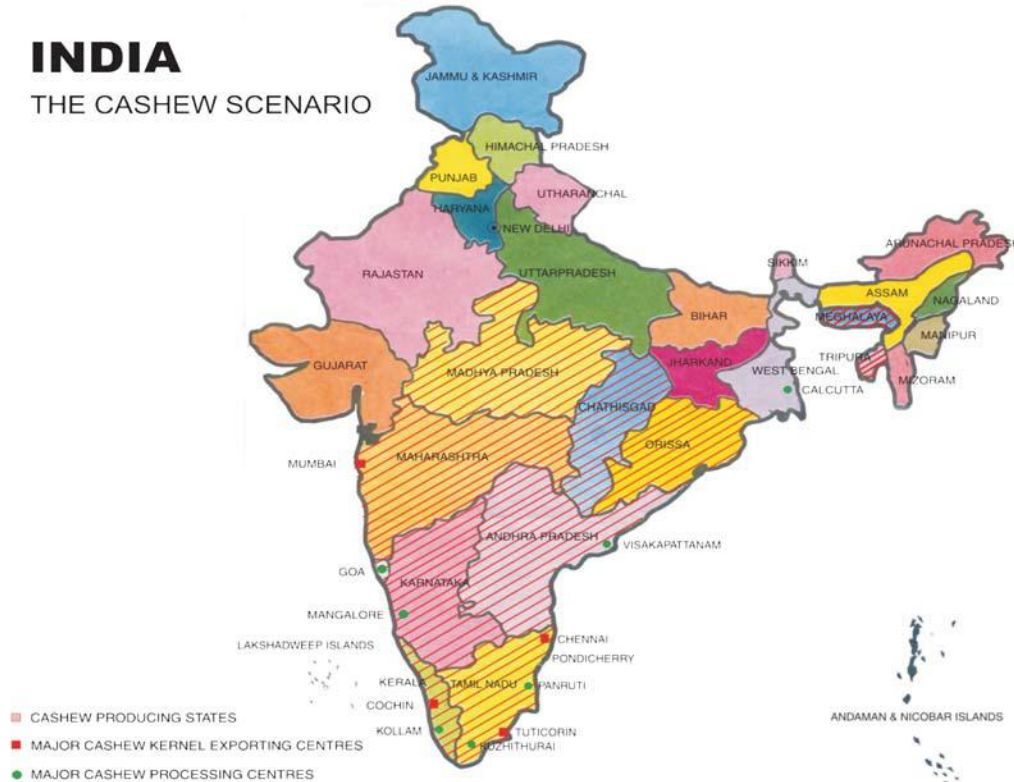 INDIA
THE CASHEW SCENARIO
JAMMU & KASHMIR
HIMACHAL PRADESH
PUNJAB
UTHARANCHAL
HARYANA
NEW DELHI
ARUNACHAL PRADESH
SIKKIM
RAJASTAN
UTTARPRADESH
ASSAM
NAGALAND
BIHAR
MEGHALAYA
MANIPUR
GUJARAT
MADHYA PRADESH
JHARKAND
TRIPURA
WEST BENGAL
MIZORAM
CALCUTTA
CHATHISGAD
ORISSA
MAHARASHTRA
MUMBAI
ANDHRA PRADESH
VISAKAPATTANAM
GOA
KARNATAKA
MANGALORE
CHENNAI
LAKSHADWEEP ISLANDS
PONDICHERRY
KERALA
TAMIL NADU
PANRUTI
COCHIN
ANDAMAN & NICOBAR ISLANDS
CASHEW PRODUCING STATES
KOLLAM
TUTICORIN
MAJOR CASHEW KERNEL EXPORTING CENTRES
KUZHITHURAI
MAJOR CASHEW PROCESSING CENTRES